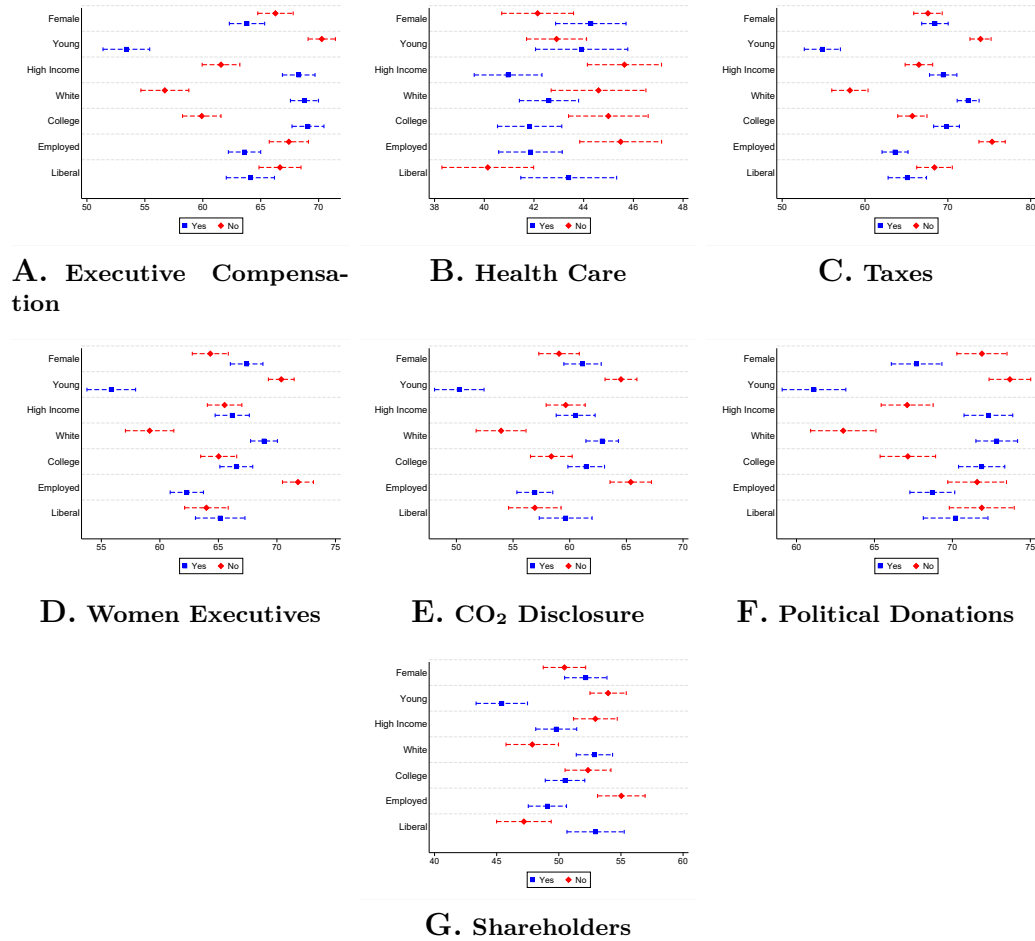 Female
Young
High Income
White
College
Employed
Liberal
50 55 60 65 70
Yes No
A. Executive Compensa-
tion
Female
Young
High Income
White
College
Employed
Liberal
38 40 42 44 46 48
Yes No
B. Health Care
Female
Young
High Income
White
College
Employed
Liberal
50 60 70 80
Yes No
C. Taxes
Female
Young
High Income
White
College
Employed
Liberal
55 60 65 70 75
Yes No
D. Women Executives
Female
Young
High Income
White
College
Employed
Liberal
50 55 60 65 70
Yes No
E. CO₂ Disclosure
Female
Young
High Income
White
College
Employed
Liberal
60 65 70 75
Yes No
F. Political Donations
Female
Young
High Income
White
College
Employed
Liberal
40 45 50 55 60
Yes No
G. Shareholders